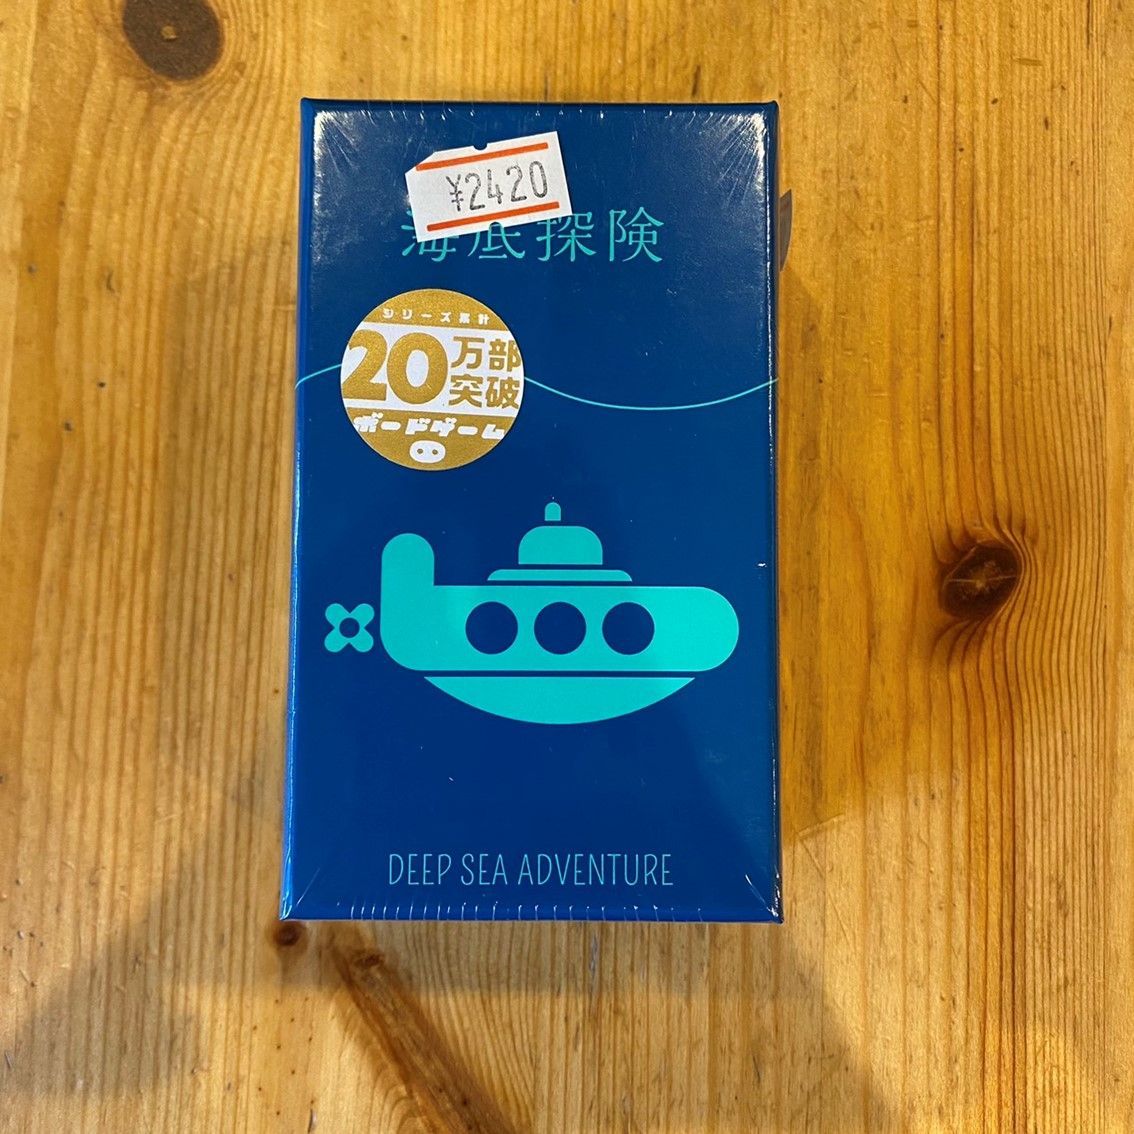 ¥2420
海底探険
シリーズ累計
20万部
突破
ボードゲーム
DEEP SEA ADVENTURE